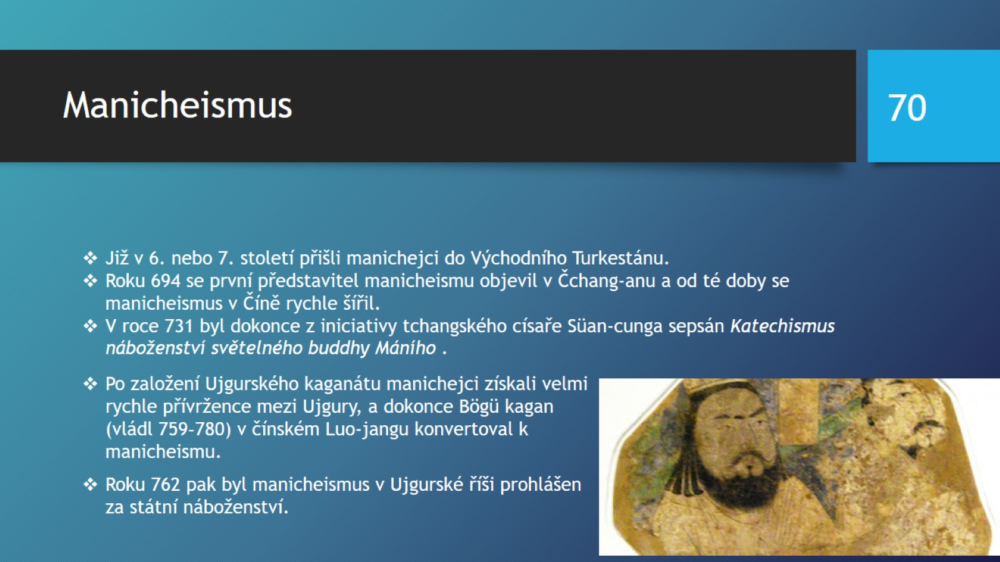 Manicheismus
70
❖ Již v 6. nebo 7. století přišli manichejci do Východního Turkestánu.
❖ Roku 694 se první představitel manicheismu objevil v Čchang-anu a od té doby se
manicheismus v Číně rychle šířil.
❖ V roce 731 byl dokonce z iniciativy tchangského císaře Süan-cunga sepsán Katechismus
náboženství světelného buddhy Máního .
❖ Po založení Ujgurského kaganátu manichejci získali velmi
rychle přívržence mezi Ujgury, a dokonce Bögü kagan
(vládl 759–780) v čínském Luo-jangu konvertoval k
manicheismu.
❖ Roku 762 pak byl manicheismus v Ujgurské říši prohlášen
za státní náboženství.